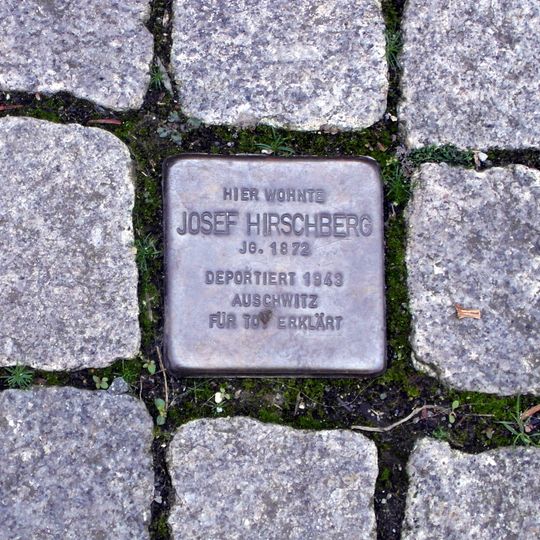 HIER WOHNTE
JOSEF HIRSCHBERG
JG. 1872
DEPORTIERT 1943
AUSCHWITZ
FÜR TOT ERKLÄRT